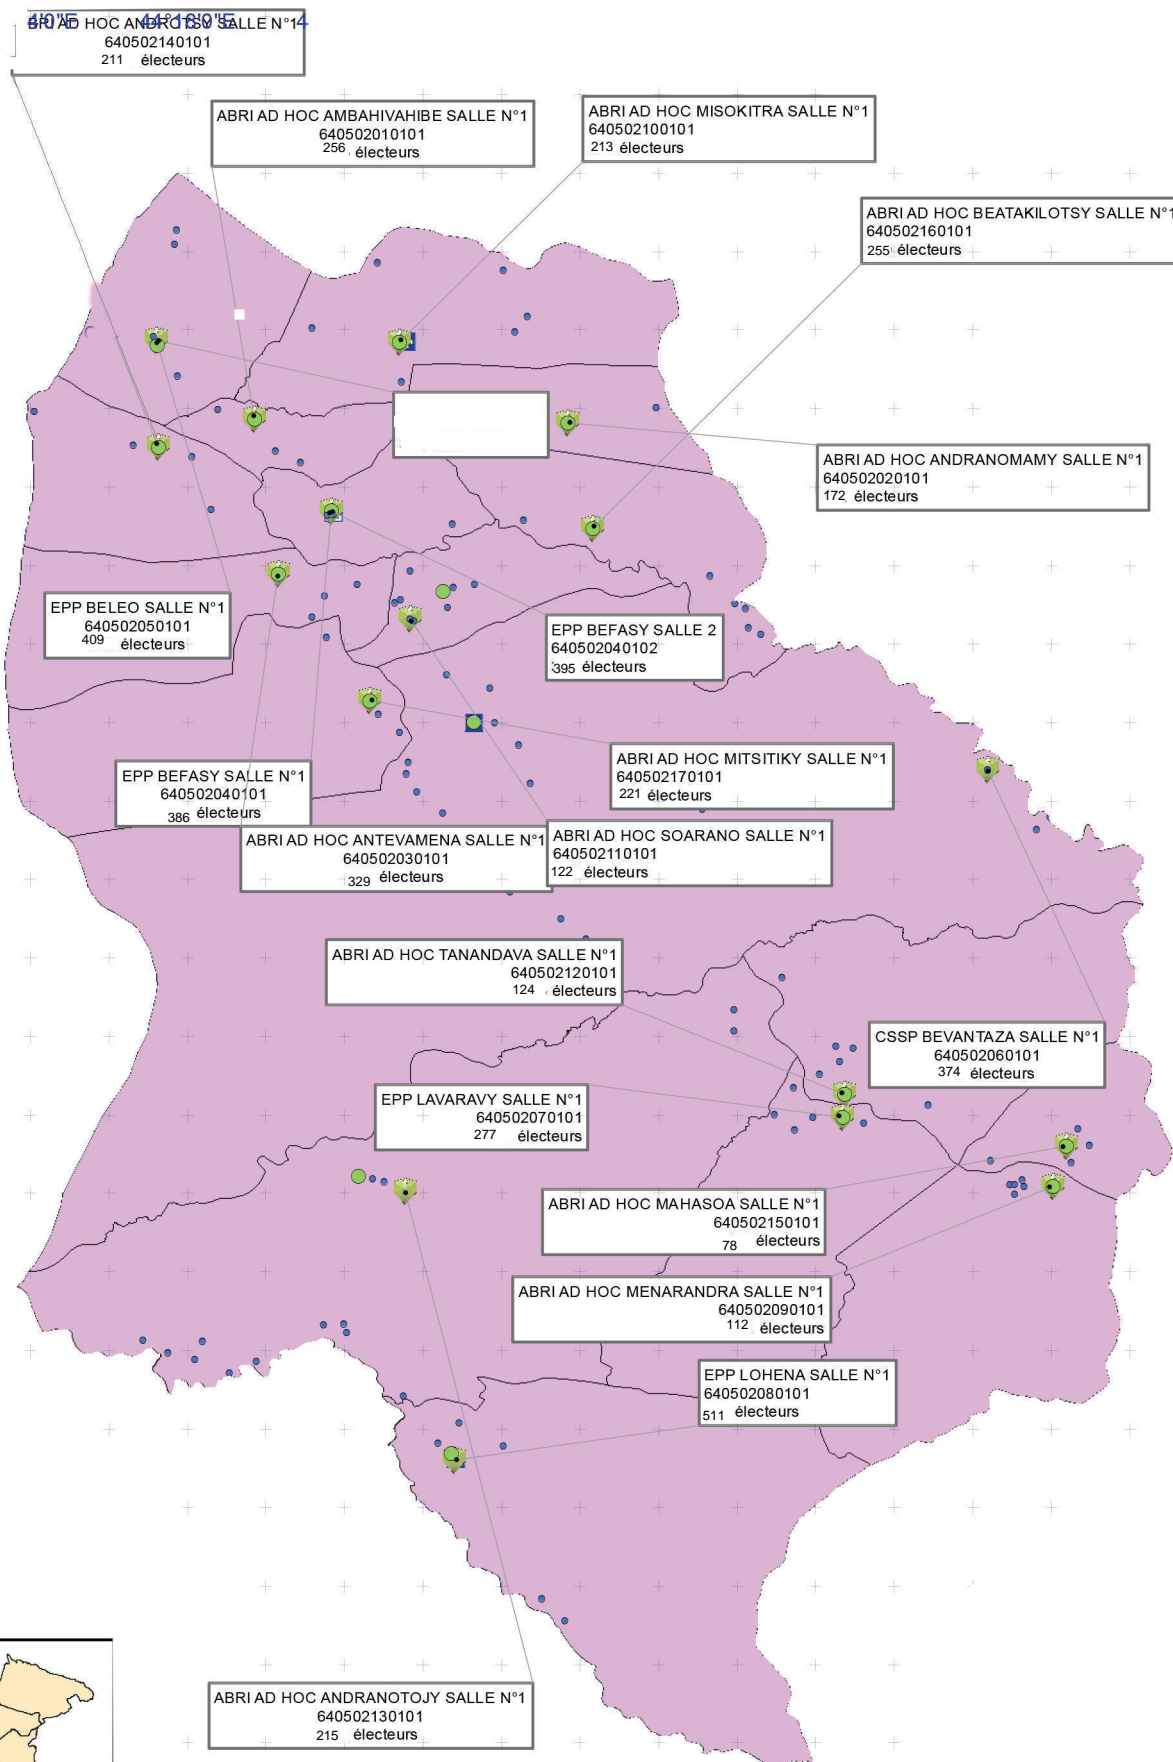 ABRI AD HOC ANDROTSY SALLE N°1
44°18'0"E
640502140101
211 électeurs
ABRI AD HOC AMBAHIVAHIBE SALLE N°1
640502010101
256 électeurs
ABRI AD HOC MISOKITRA SALLE N°1
640502100101
213 électeurs
ABRI AD HOC BEATAKILOTSY SALLE N°1
640502160101
255 électeurs
ABRI AD HOC ANDRANOMAMY SALLE N°1
640502020101
172 électeurs
EPP BELEO SALLE N°1
640502050101
409 électeurs
EPP BEFASY SALLE 2
640502040102
395 électeurs
EPP BEFASY SALLE N°1
640502040101
386 électeurs
ABRI AD HOC MITSITIKY SALLE N°1
640502170101
221 électeurs
ABRI AD HOC ANTEVAMENA SALLE N°1
640502030101
329 électeurs
ABRI AD HOC SOARANO SALLE N°1
640502110101
122 électeurs
ABRI AD HOC TANANDAVA SALLE N°1
640502120101
124 électeurs
CSSP BEVANTAZA SALLE N°1
640502060101
374 électeurs
EPP LAVARAVY SALLE N°1
640502070101
277 électeurs
ABRI AD HOC MAHASOA SALLE N°1
640502150101
78 électeurs
ABRI AD HOC MENARANDRA SALLE N°1
640502090101
112 électeurs
EPP LOHENA SALLE N°1
640502080101
511 électeurs
ABRI AD HOC ANDRANOTOJY SALLE N°1
640502130101
215 électeurs